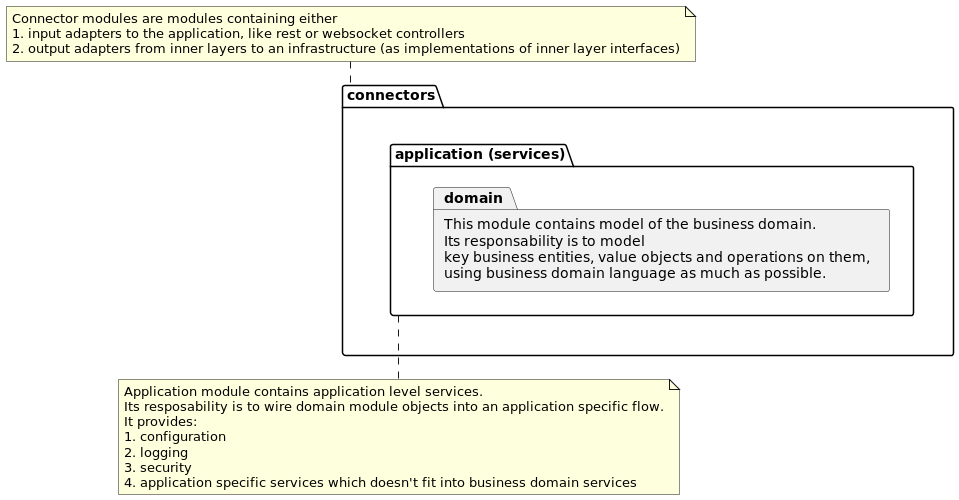 Connector modules are modules containing either
1. input adapters to the application, like rest or websocket controllers
2. output adapters from inner layers to an infrastructure (as implementations of inner layer interfaces)
connectors
application (services)
domain
This module contains model of the business domain.
Its responsability is to model
key business entities, value objects and operations on them,
using business domain language as much as possible.
Application module contains application level services.
Its resposability is to wire domain module objects into an application specific flow.
It provides:
1. configuration
2. logging
3. security
4. application specific services which doesn't fit into business domain services